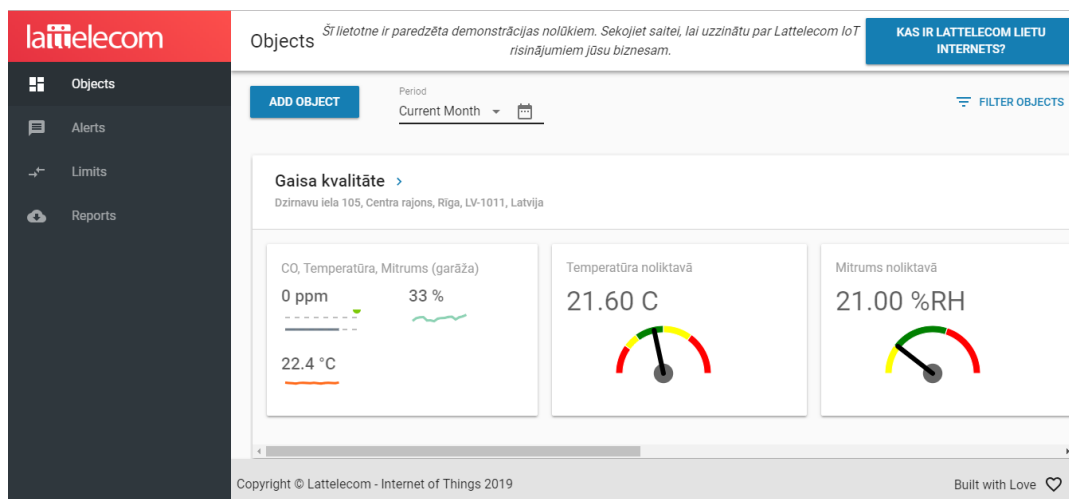 lattelecom
Objects
Šī lietotne ir paredzēta demonstrācijas nolūkiem. Sekojiet saitei, lai uzzinātu par Lattelecom IoT
risinājumiem jūsu biznesam.
KAS IR LATTELECOM LIETU
INTERNETS?
Objects
Alerts
Limits
Reports
ADD OBJECT
Period
Current Month
FILTER OBJECTS
Gaisa kvalitāte
Dzirnavu iela 105, Centra rajons, Rīga, LV-1011, Latvija
CO, Temperatūra, Mitrums (garāža)
0 ppm
33 %
22.4 °C
Temperatūra noliktavā
21.60 C
Mitrums noliktavā
21.00 %RH
Copyright © Lattelecom - Internet of Things 2019
Built with Love